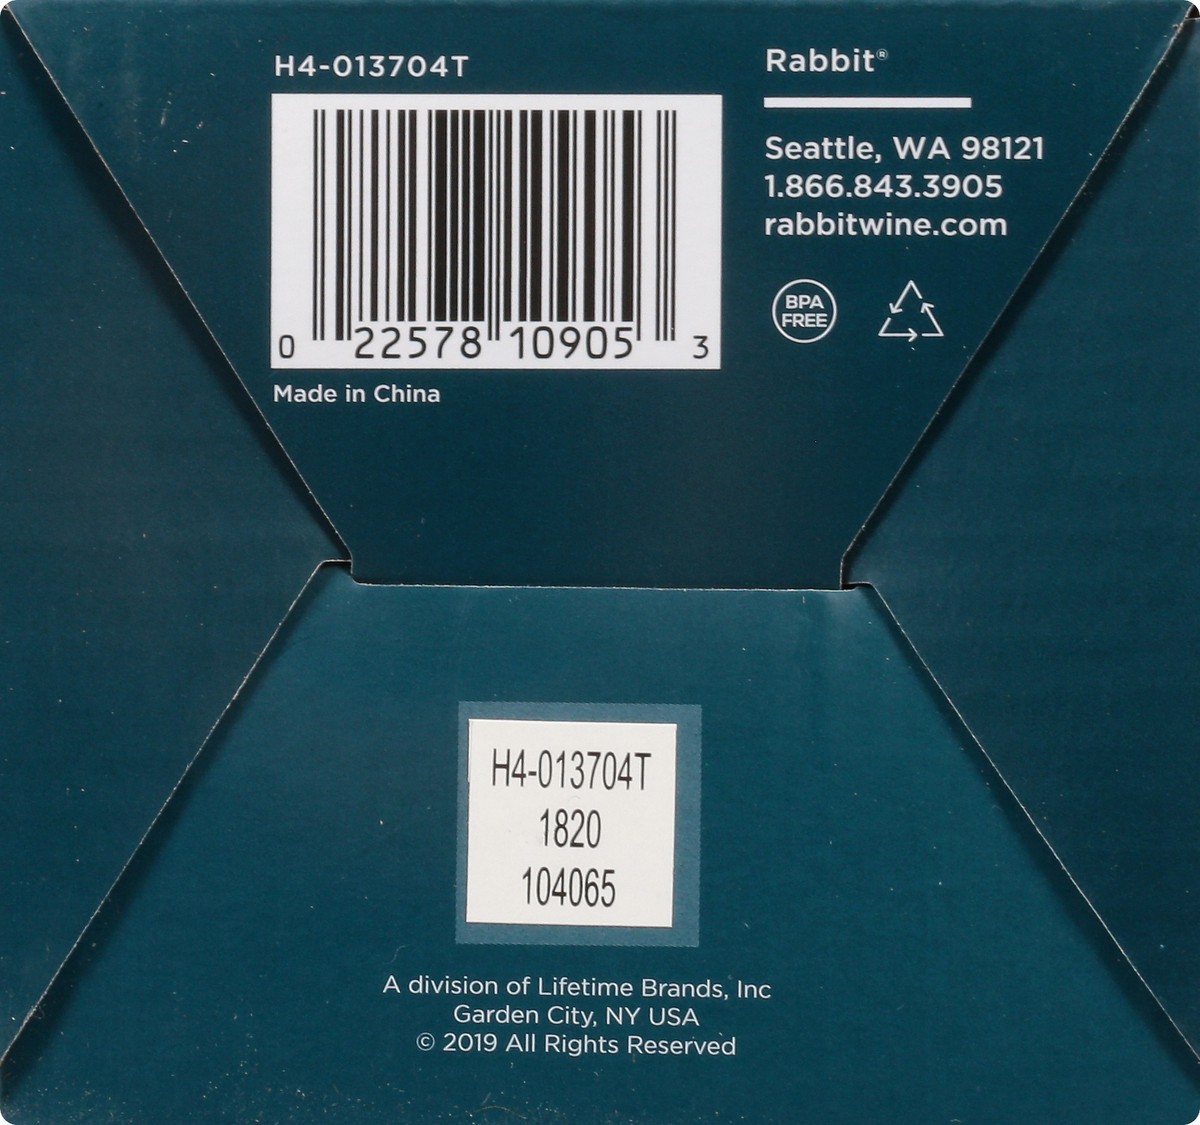 H4-013704T
0 22578 10905 3
Made in China
Rabbit®
Seattle, WA 98121
1.866.843.3905
rabbitwine.com
BPA
FREE
H4-013704T
1820
104065
A division of Lifetime Brands, Inc
Garden City, NY USA
© 2019 All Rights Reserved